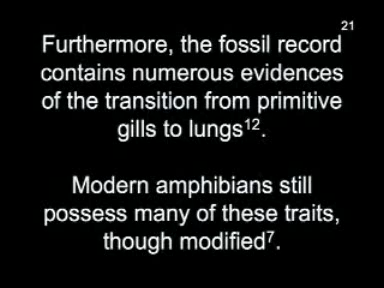 21
Furthermore, the fossil record
contains numerous evidences
of the transition from primitive
gills to lungs¹².
Modern amphibians still
possess many of these traits,
though modified⁷.